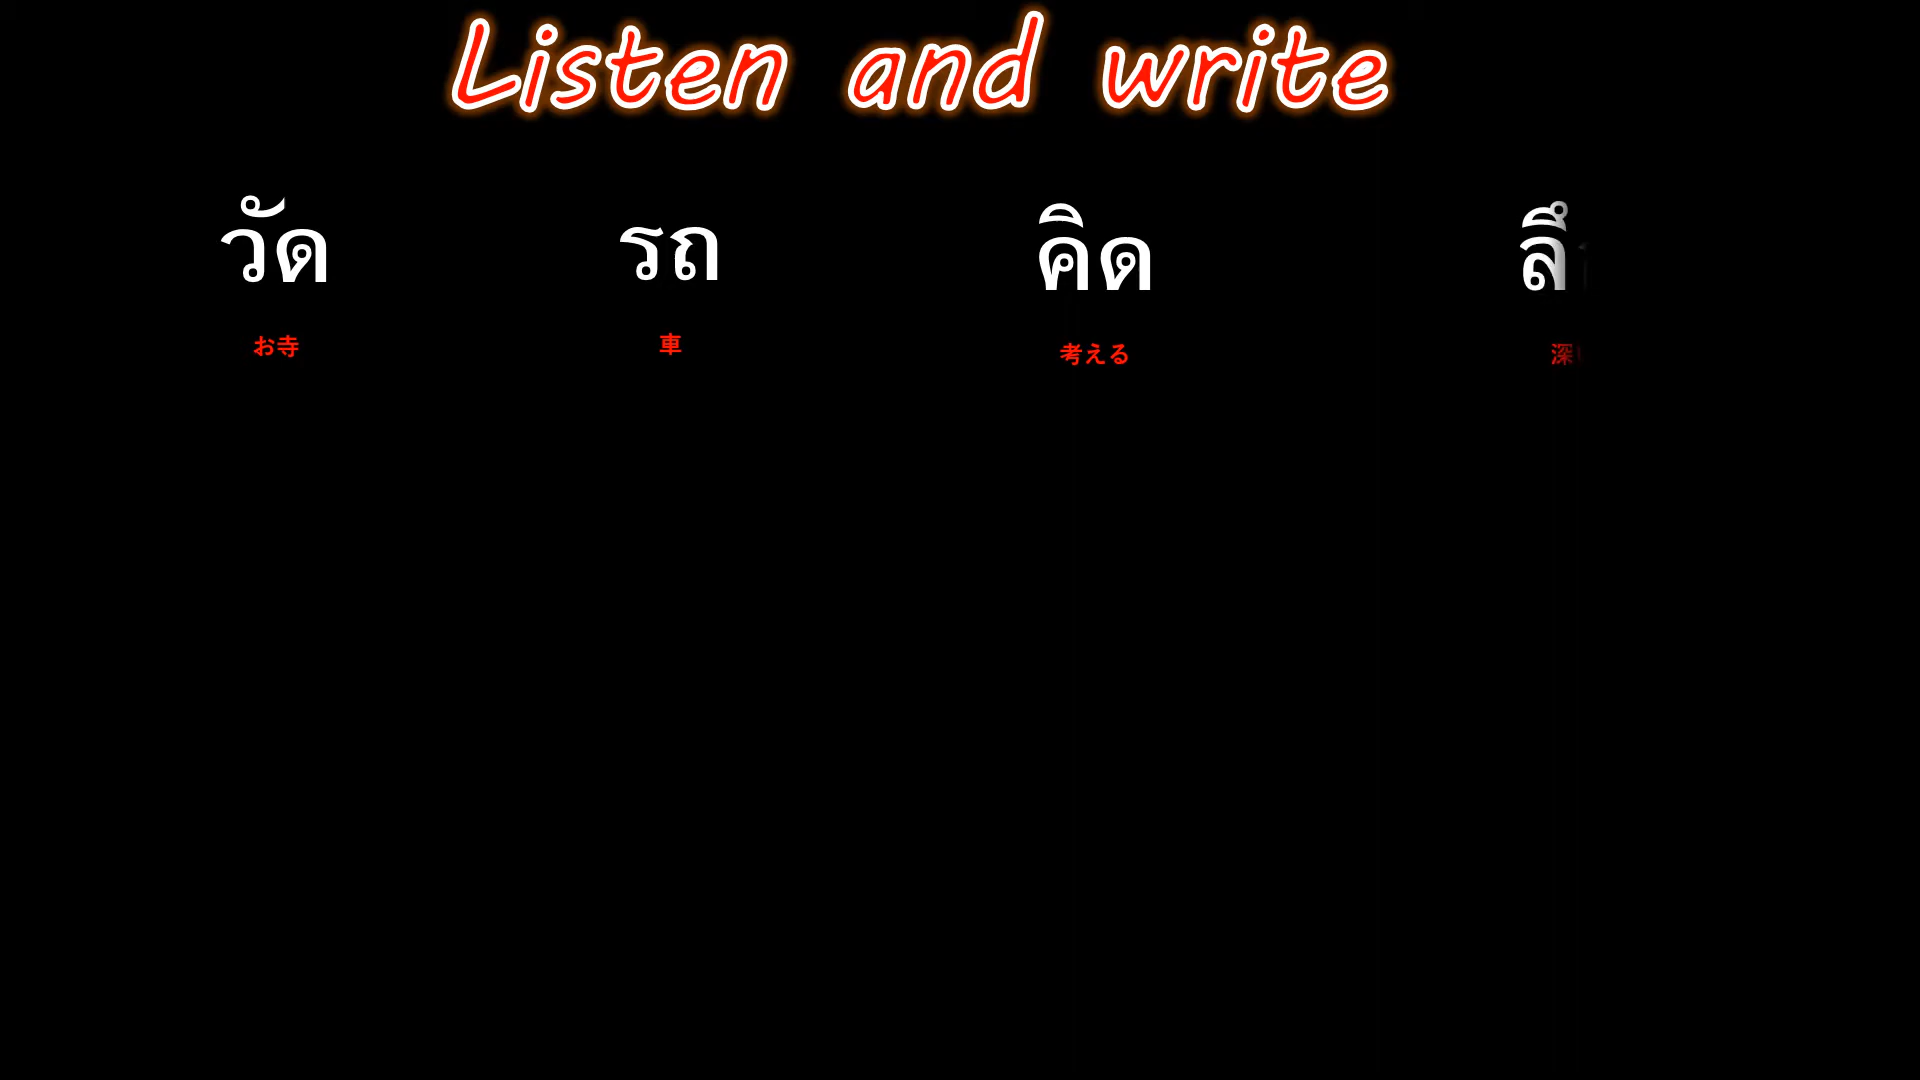 Listen and write
วัด รถ คิด
お寺 車 考える